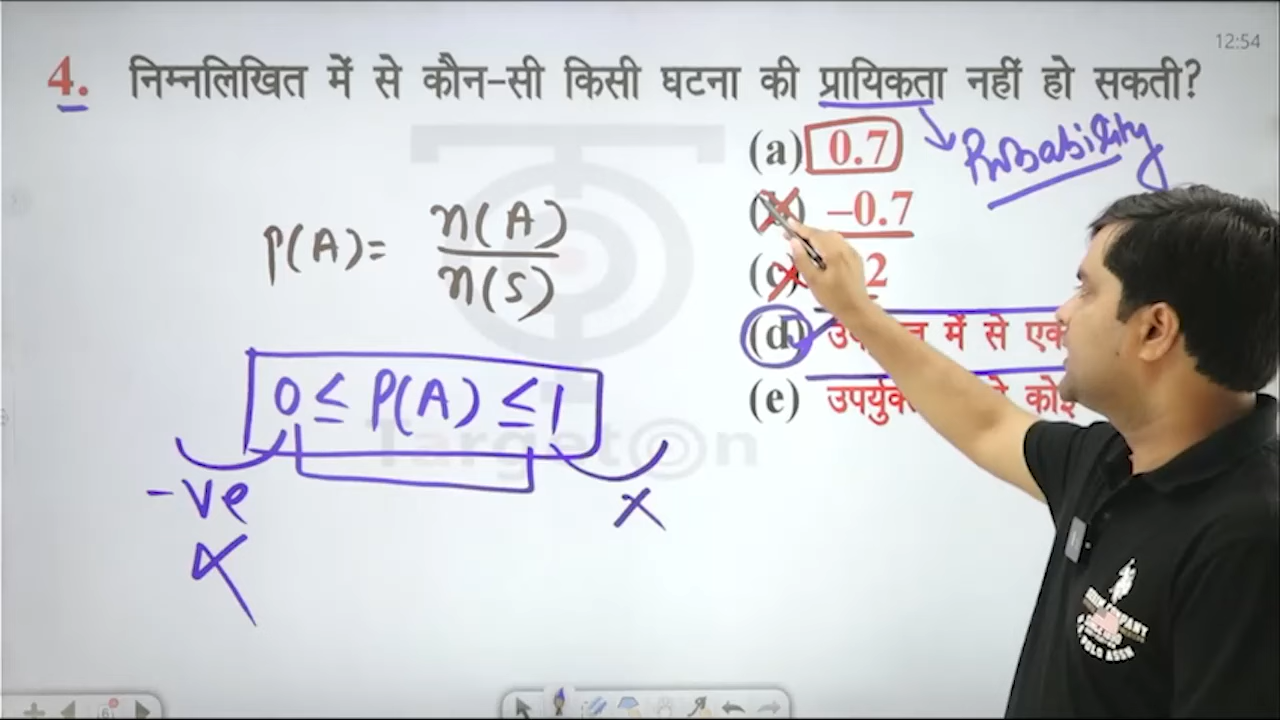 12:54
4. निम्नलिखित में से कौन-सी किसी घटना की प्रायिकता नहीं हो सकती?
(a) 0.7
Probability
–0.7
2
(d) में से एक
(e) कोई
P(A)= n(A)/n(S)
0 ≤ P(A) ≤ 1
-ve
x
Target@n